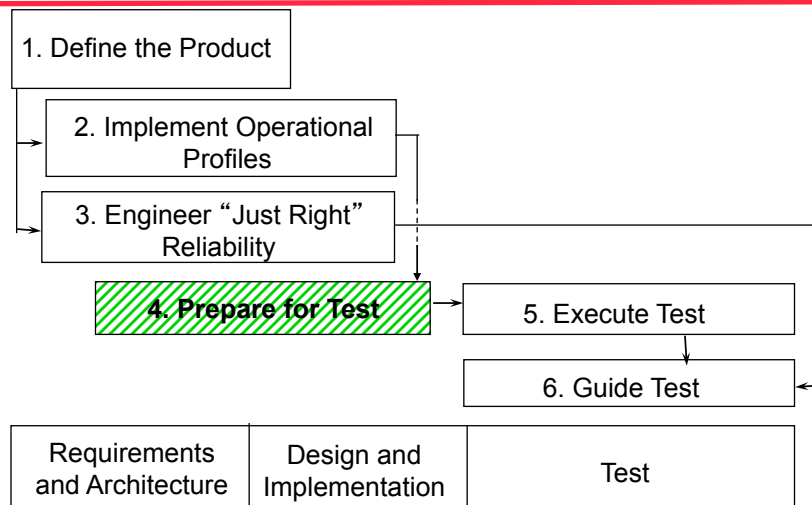 1. Define the Product
2. Implement Operational
Profiles
3. Engineer “Just Right”
Reliability
4. Prepare for Test
5. Execute Test
6. Guide Test
Requirements
and Architecture
Design and
Implementation
Test